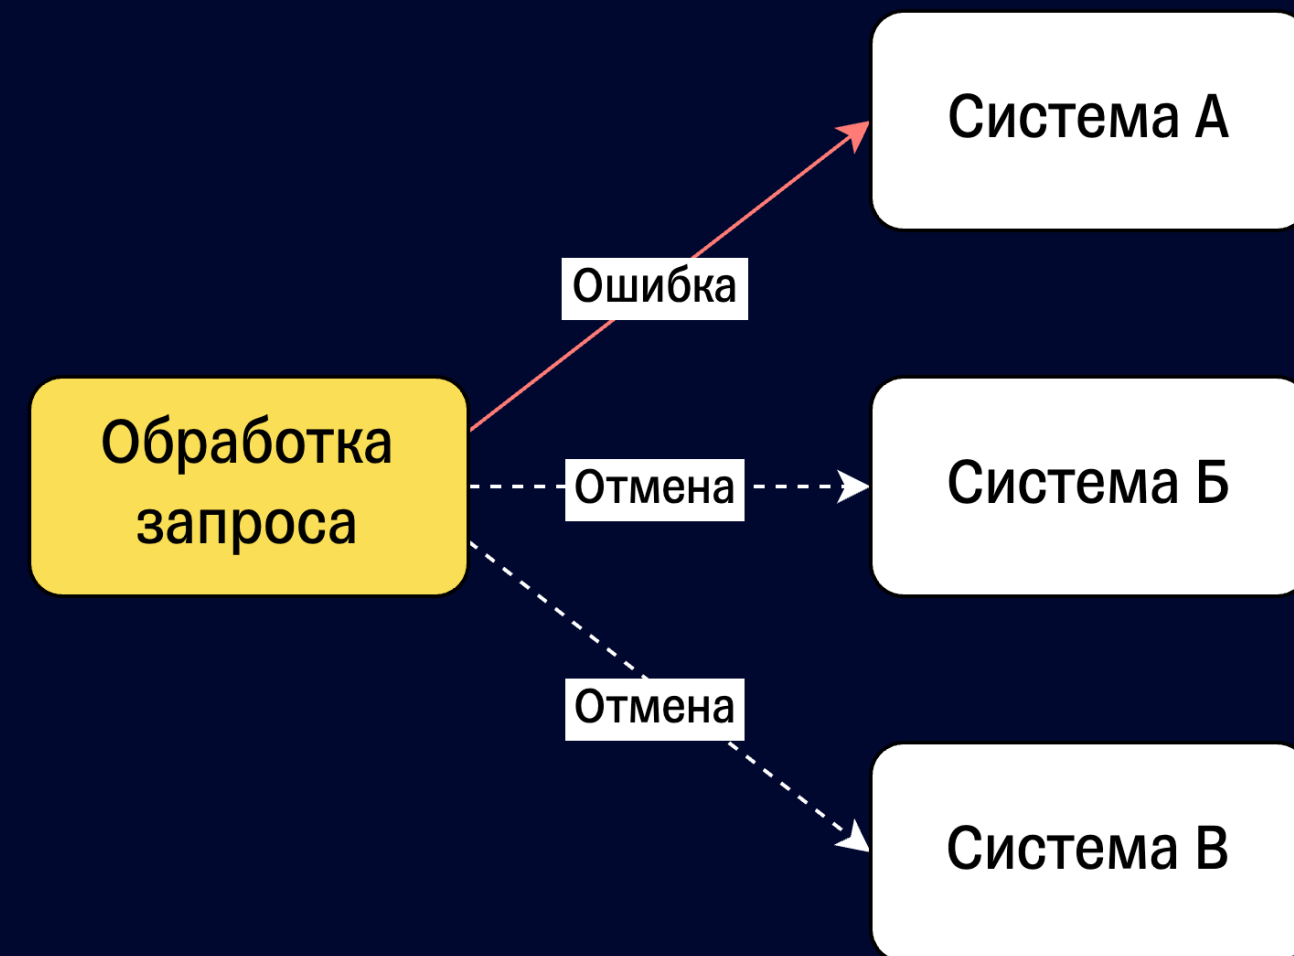 Система А
Ошибка
Обработка
запроса
Отмена
Система Б
Отмена
Система В